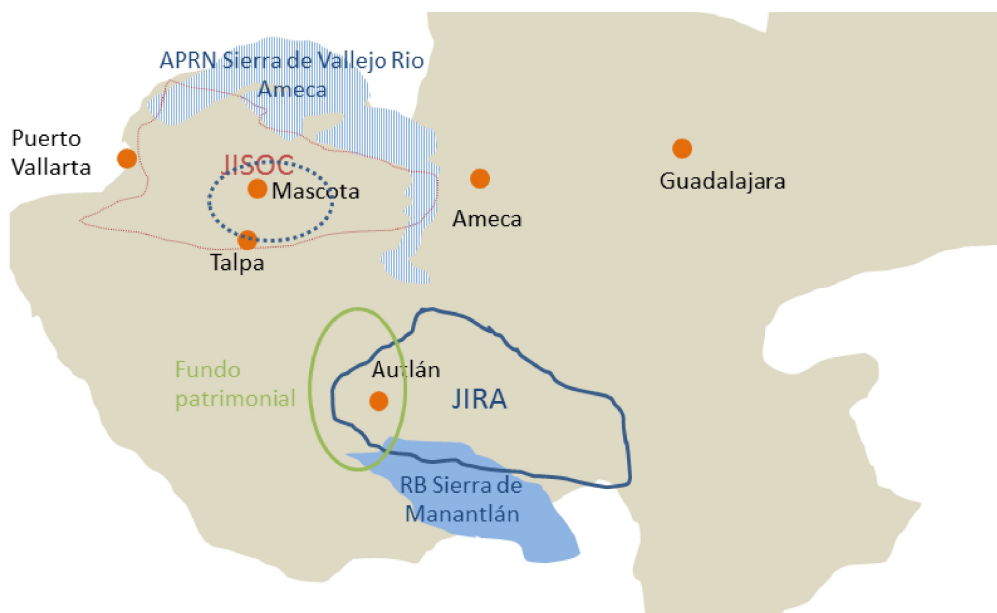 APRN Sierra de Vallejo Rio
Ameca
Puerto
Vallarta
JISOC
Mascota
Guadalajara
Ameca
Talpa
Fundo
patrimonial
Autlán
JIRA
RB Sierra de
Manantlán